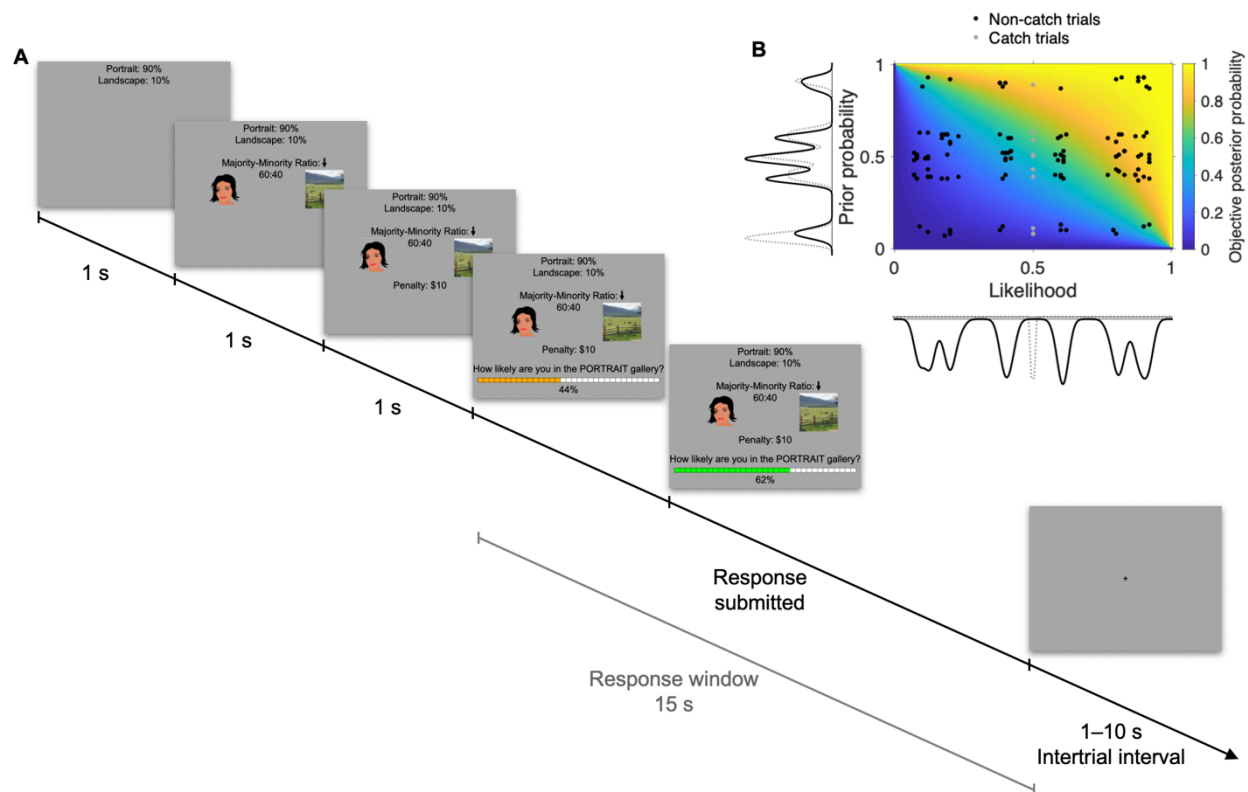 A
Portrait: 90%
Landscape: 10%
Portrait: 90%
Landscape: 10%
Majority-Minority Ratio:
60:40
Portrait: 90%
Landscape: 10%
Majority-Minority Ratio:
60:40
Penalty: $10
Portrait: 90%
Landscape: 10%
Majority-Minority Ratio:
60:40
Penalty: $10
How likely are you in the PORTRAIT gallery?
44%
Portrait: 90%
Landscape: 10%
Majority-Minority Ratio:
60:40
Penalty: $10
How likely are you in the PORTRAIT gallery?
62%
1 s
1 s
1 s
Response
submitted
Response window
15 s
1–10 s
Intertrial interval
B
Non-catch trials
Catch trials
Prior probability
1
0.5
0
0
0.5
1
Likelihood
1
0.8
0.6
0.4
0.2
0
Objective posterior probability